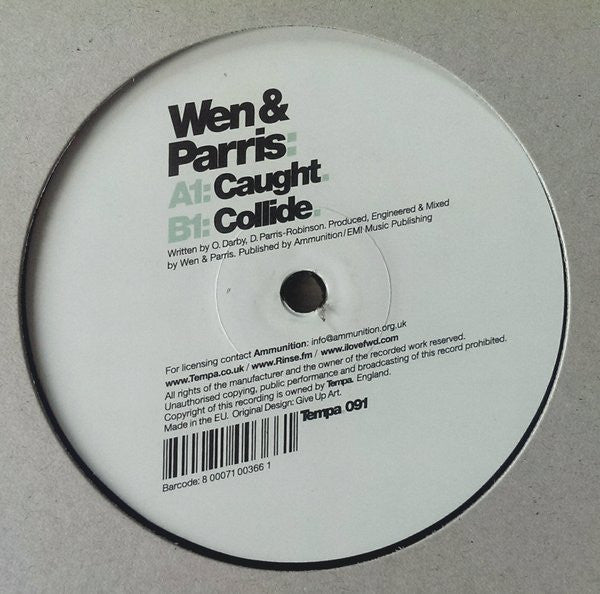 Wen &
Parris:
A1: Caught.
B1: Collide.
Written by O. Darby, D. Parris-Robinson. Produced, Engineered & Mixed
by Wen & Parris. Published by Ammunition/EMI Music Publishing
For licensing contact Ammunition: info@ammunition.org.uk
www.Tempa.co.uk / www.Rinse.fm / www.ilovefwd.com
All rights of the manufacturer and the owner of the recorded work reserved.
Unauthorised copying, public performance and broadcasting of this record prohibited.
Copyright of this recording is owned by Tempa. England.
Made in the EU. Original Design: Give Up Art.
Tempa 091
Barcode: 8 00071 00366 1